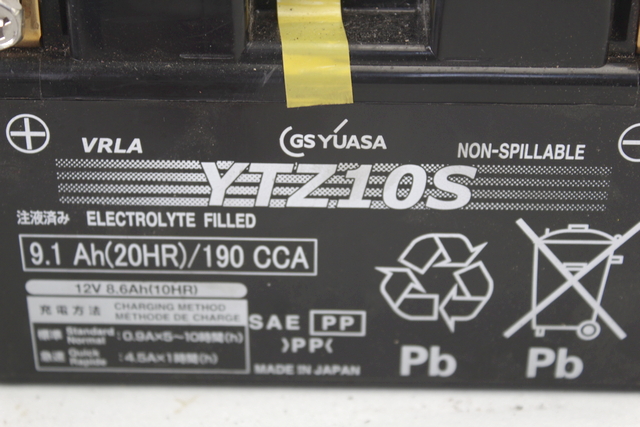 VRLA
GS YUASA
NON-SPILLABLE
YTZ10S
注液済み ELECTROLYTE FILLED
9.1 Ah(20HR)/190 CCA
12V 8.6Ah(10HR)
充電方法 CHARGING METHOD
METHODE DE CHARGE
標準 Standard Normal : 0.9A×5~10時間(h)
急速 Quick Rapide : 4.5A×1時間(h)
SAE PP
>PP<
MADE IN JAPAN
Pb
Pb